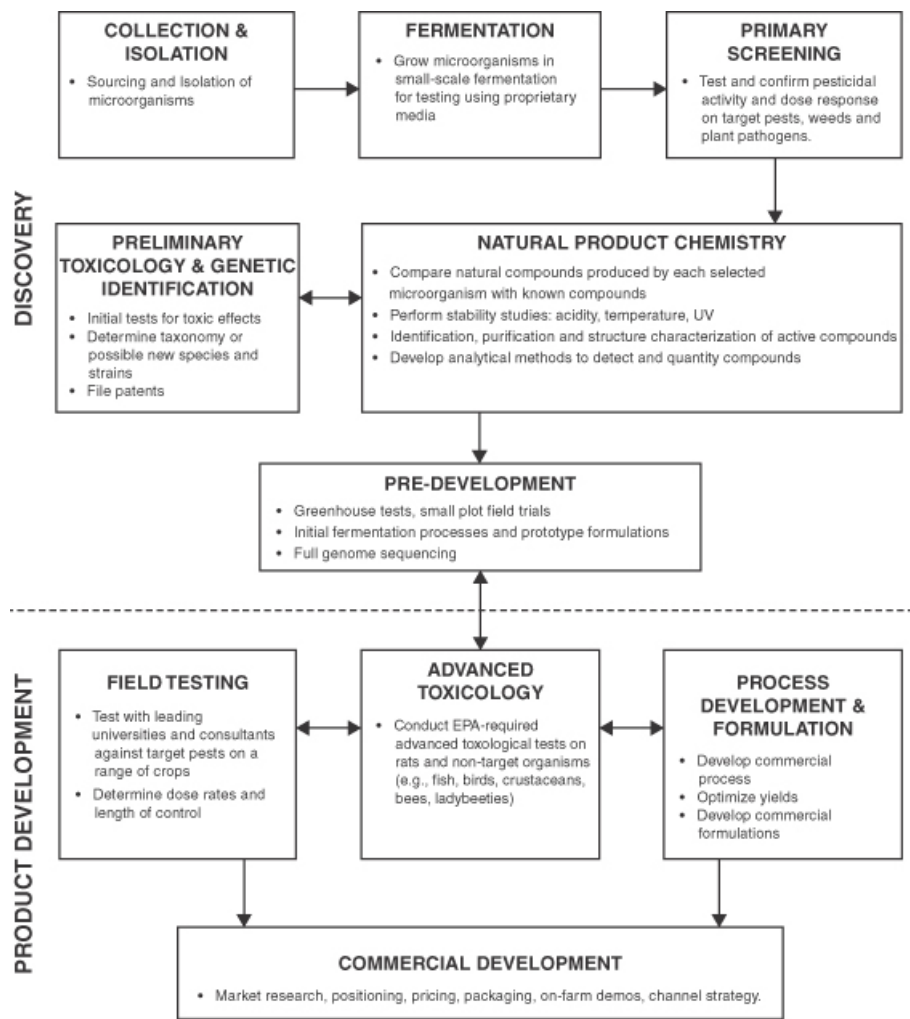 COLLECTION &
ISOLATION
• Sourcing and Isolation of
microorganisms
FERMENTATION
• Grow microorganisms in
small-scale fermentation
for testing using proprietary
media
PRIMARY
SCREENING
• Test and confirm pesticidal
activity and dose response
on target pests, weeds and
plant pathogens.
DISCOVERY
PRELIMINARY
TOXICOLOGY & GENETIC
IDENTIFICATION
• Initial tests for toxic effects
• Determine taxonomy or
possible new species and
strains
• File patents
NATURAL PRODUCT CHEMISTRY
• Compare natural compounds produced by each selected
microorganism with known compounds
• Perform stability studies: acidity, temperature, UV
• Identification, purification and structure characterization of active compounds
• Develop analytical methods to detect and quantity compounds
PRE-DEVELOPMENT
• Greenhouse tests, small plot field trials
• Initial fermentation processes and prototype formulations
• Full genome sequencing
PRODUCT DEVELOPMENT
FIELD TESTING
• Test with leading
universities and consultants
against target pests on a
range of crops
• Determine dose rates and
length of control
ADVANCED
TOXICOLOGY
• Conduct EPA-required
advanced toxological tests on
rats and non-target organisms
(e.g., fish, birds, crustaceans,
bees, ladybeeties)
PROCESS
DEVELOPMENT &
FORMULATION
• Develop commercial
process
• Optimize yields
• Develop commercial
formulations
COMMERCIAL DEVELOPMENT
• Market research, positioning, pricing, packaging, on-farm demos, channel strategy.